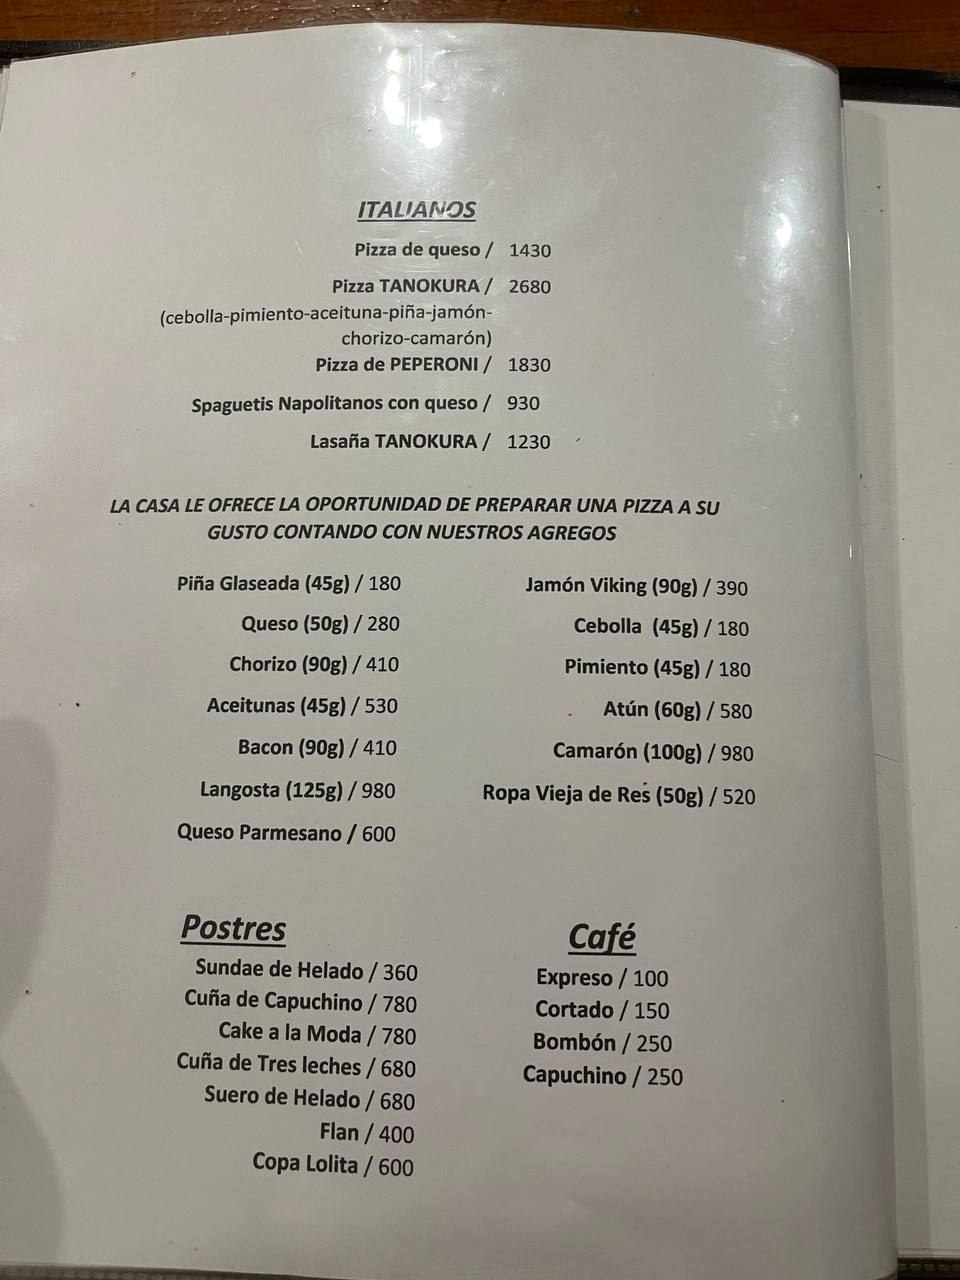 ITALIANOS
Pizza de queso / 1430
Pizza TANOKURA / 2680
(cebolla-pimiento-aceituna-piña-jamón-
chorizo-camarón)
Pizza de PEPERONI / 1830
Spaguetis Napolitanos con queso / 930
Lasaña TANOKURA / 1230
LA CASA LE OFRECE LA OPORTUNIDAD DE PREPARAR UNA PIZZA A SU
GUSTO CONTANDO CON NUESTROS AGREGOS
Piña Glaseada (45g) / 180
Queso (50g) / 280
Chorizo (90g) / 410
Aceitunas (45g) / 530
Bacon (90g) / 410
Langosta (125g) / 980
Queso Parmesano / 600
Jamón Viking (90g) / 390
Cebolla (45g) / 180
Pimiento (45g) / 180
Atún (60g) / 580
Camarón (100g) / 980
Ropa Vieja de Res (50g) / 520
Postres
Sundae de Helado / 360
Cuña de Capuchino / 780
Cake a la Moda / 780
Cuña de Tres leches / 680
Suero de Helado / 680
Flan / 400
Copa Lolita / 600
Café
Expreso / 100
Cortado / 150
Bombón / 250
Capuchino / 250